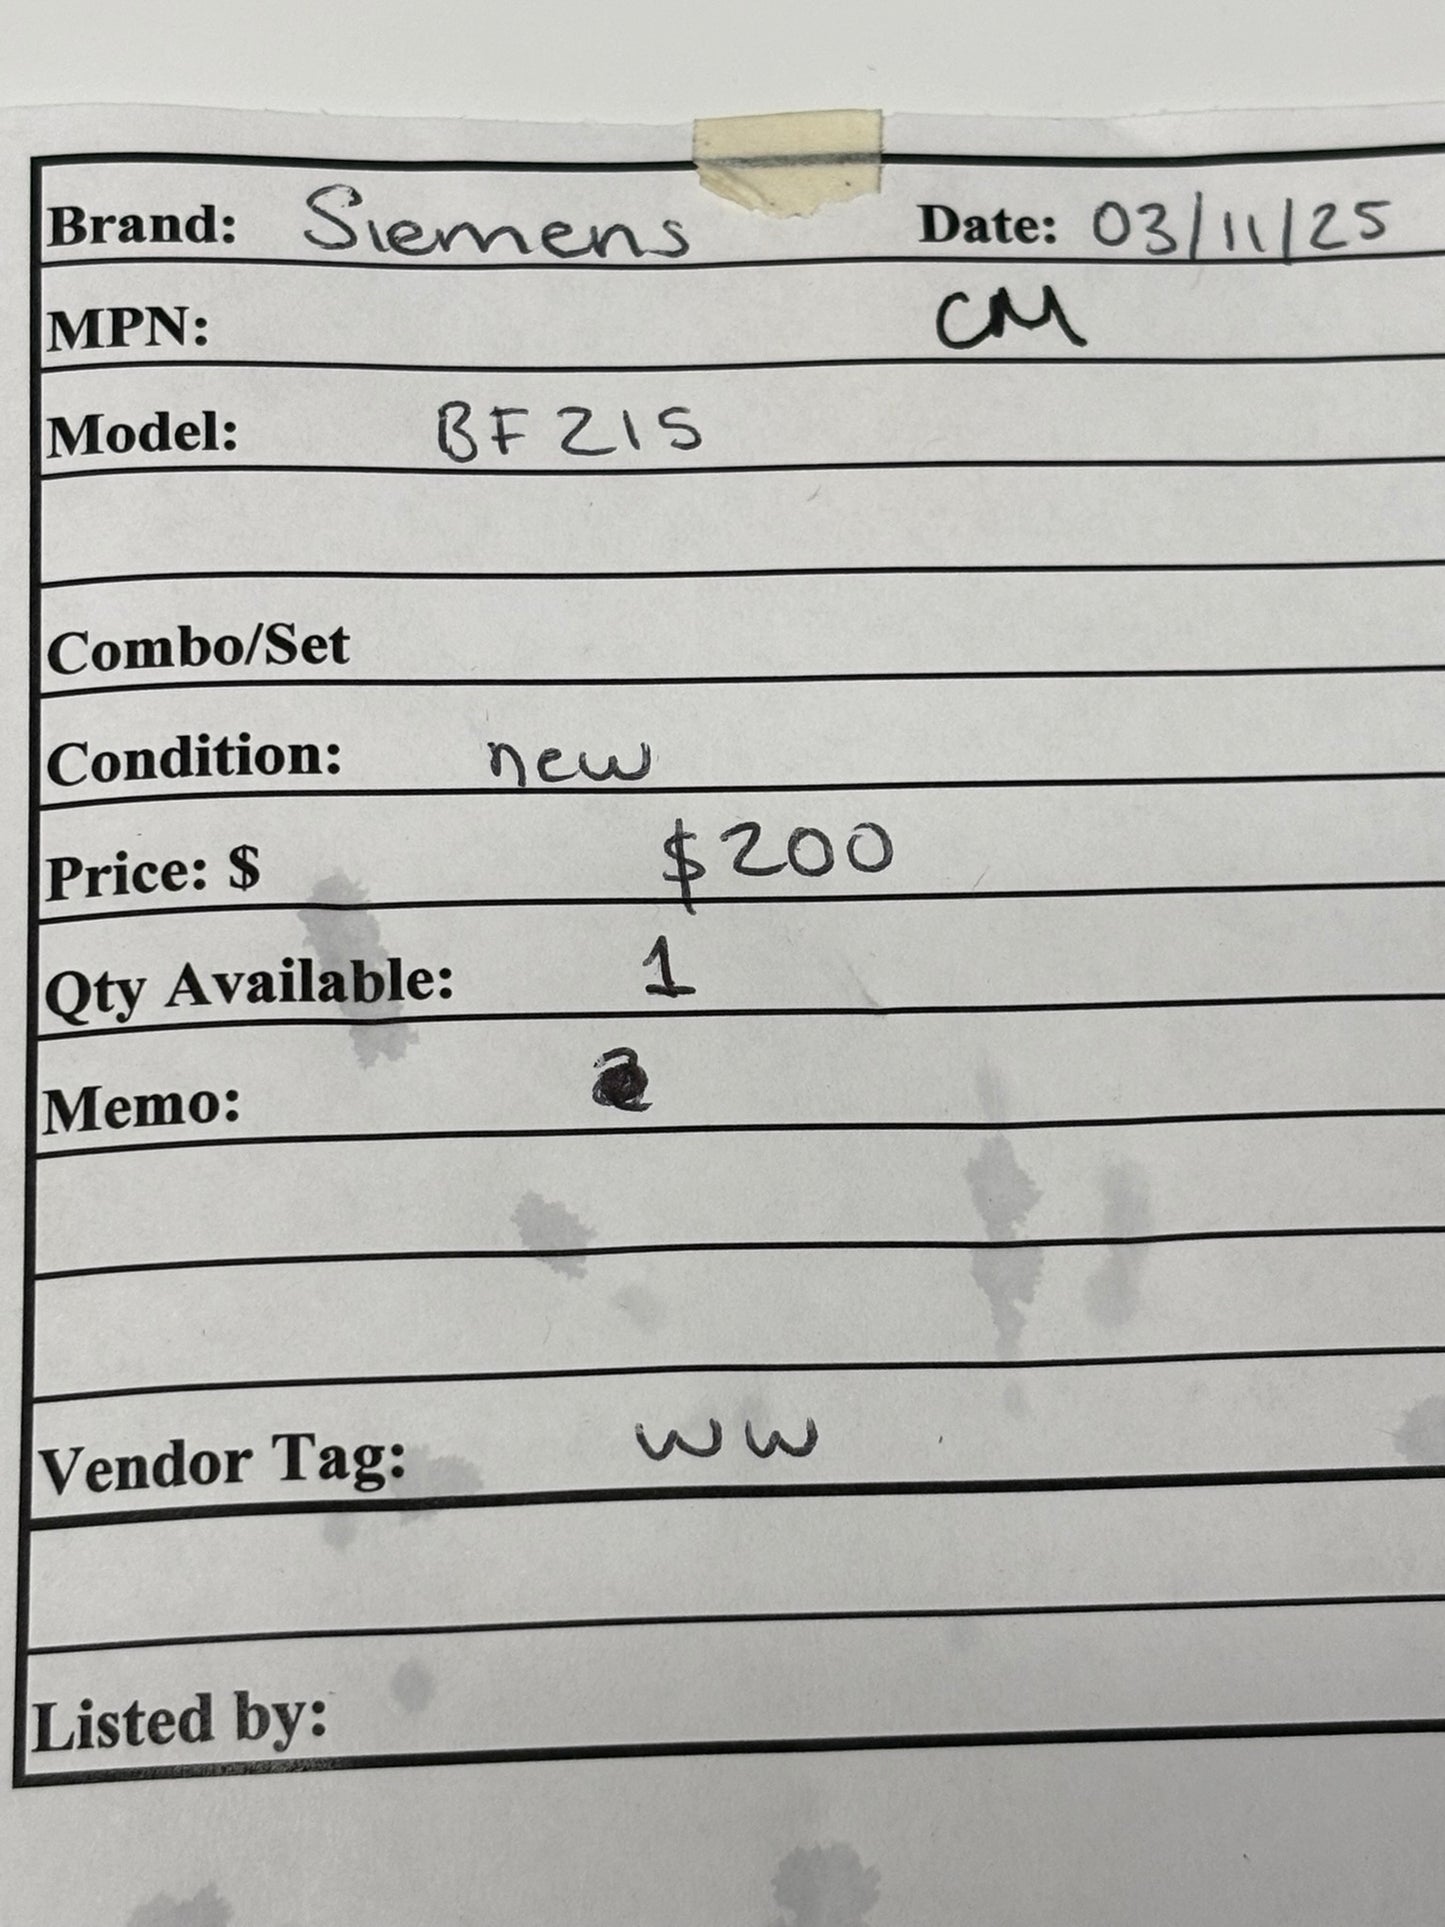 Brand: Siemens Date: 03/11/25
MPN: CM
Model: BF215
Combo/Set
Condition: new
Price: $ $200
Qty Available: 1
Memo:
Vendor Tag: WW
Listed by: